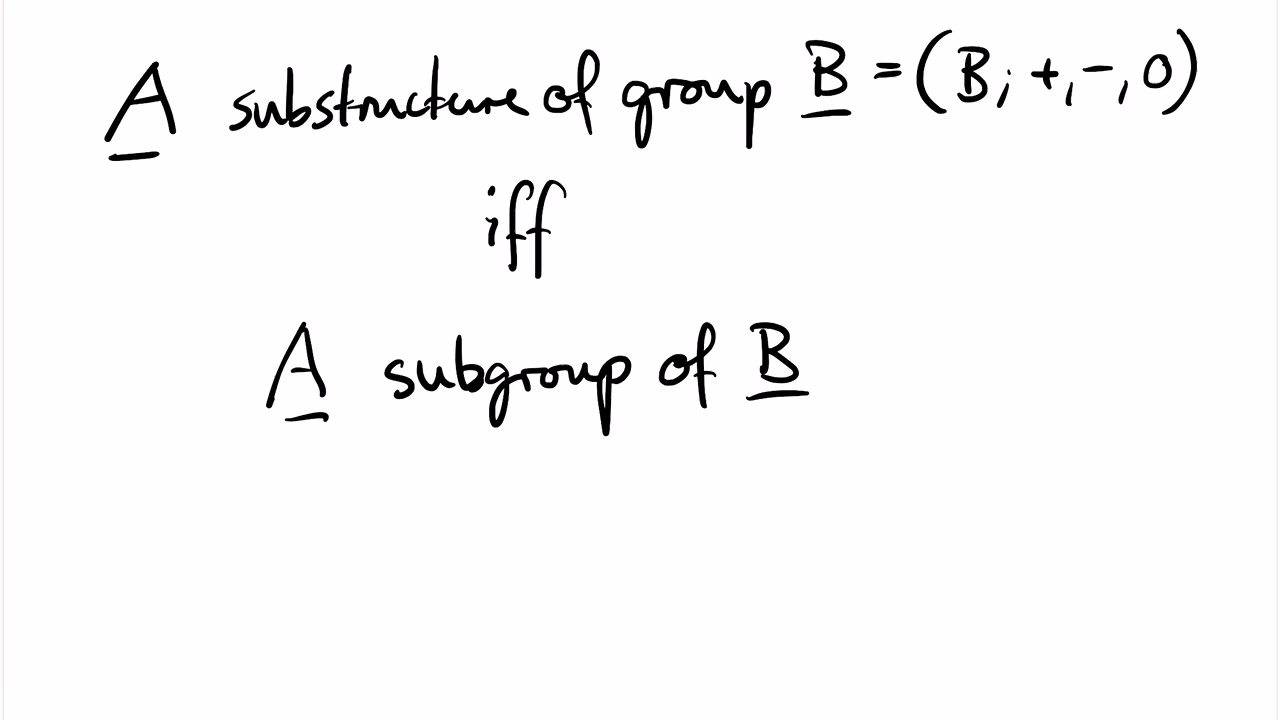 A substructure of group B = (B; +, -, 0)
iff
A subgroup of B